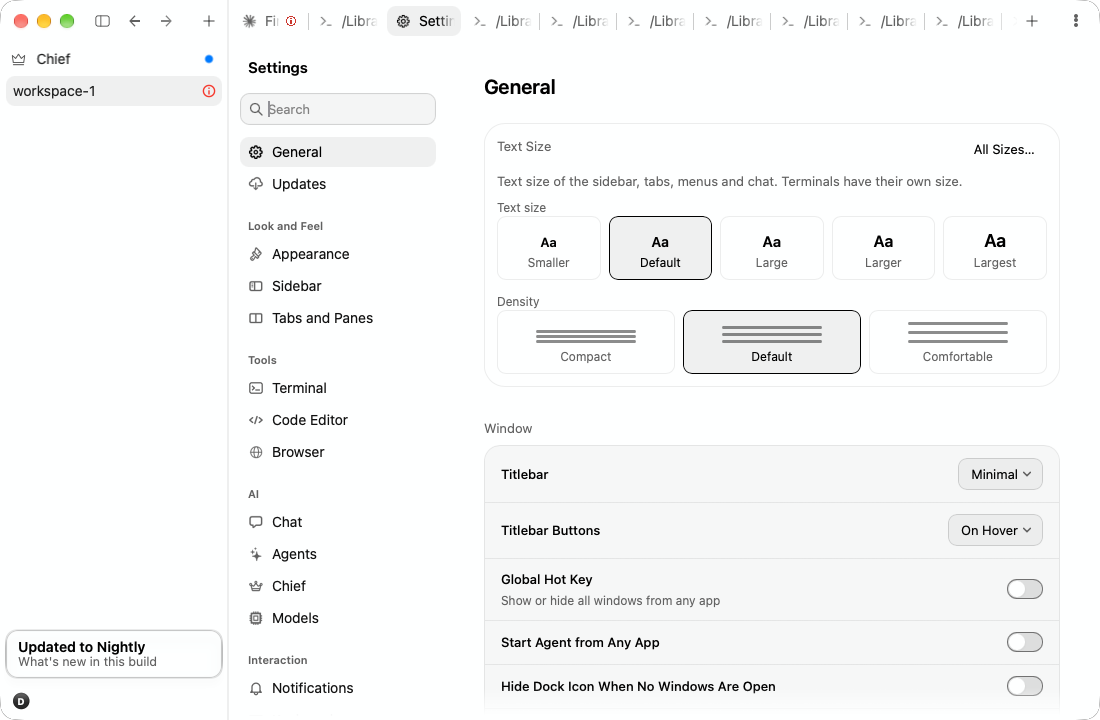 Chief
workspace-1
Updated to Nightly
What's new in this build
D
Fi
/Libra
Settin
/Libra
/Libra
/Libra
/Libra
/Libra
/Libra
/Libra
Settings
Search
General
Updates
Look and Feel
Appearance
Sidebar
Tabs and Panes
Tools
Terminal
Code Editor
Browser
AI
Chat
Agents
Chief
Models
Interaction
Notifications
General
Text Size
All Sizes...
Text size of the sidebar, tabs, menus and chat. Terminals have their own size.
Text size
Aa Aa Aa Aa Aa
Smaller Default Large Larger Largest
Density
Compact Default Comfortable
Window
Titlebar
Minimal
Titlebar Buttons
On Hover
Global Hot Key
Show or hide all windows from any app
Start Agent from Any App
Hide Dock Icon When No Windows Are Open